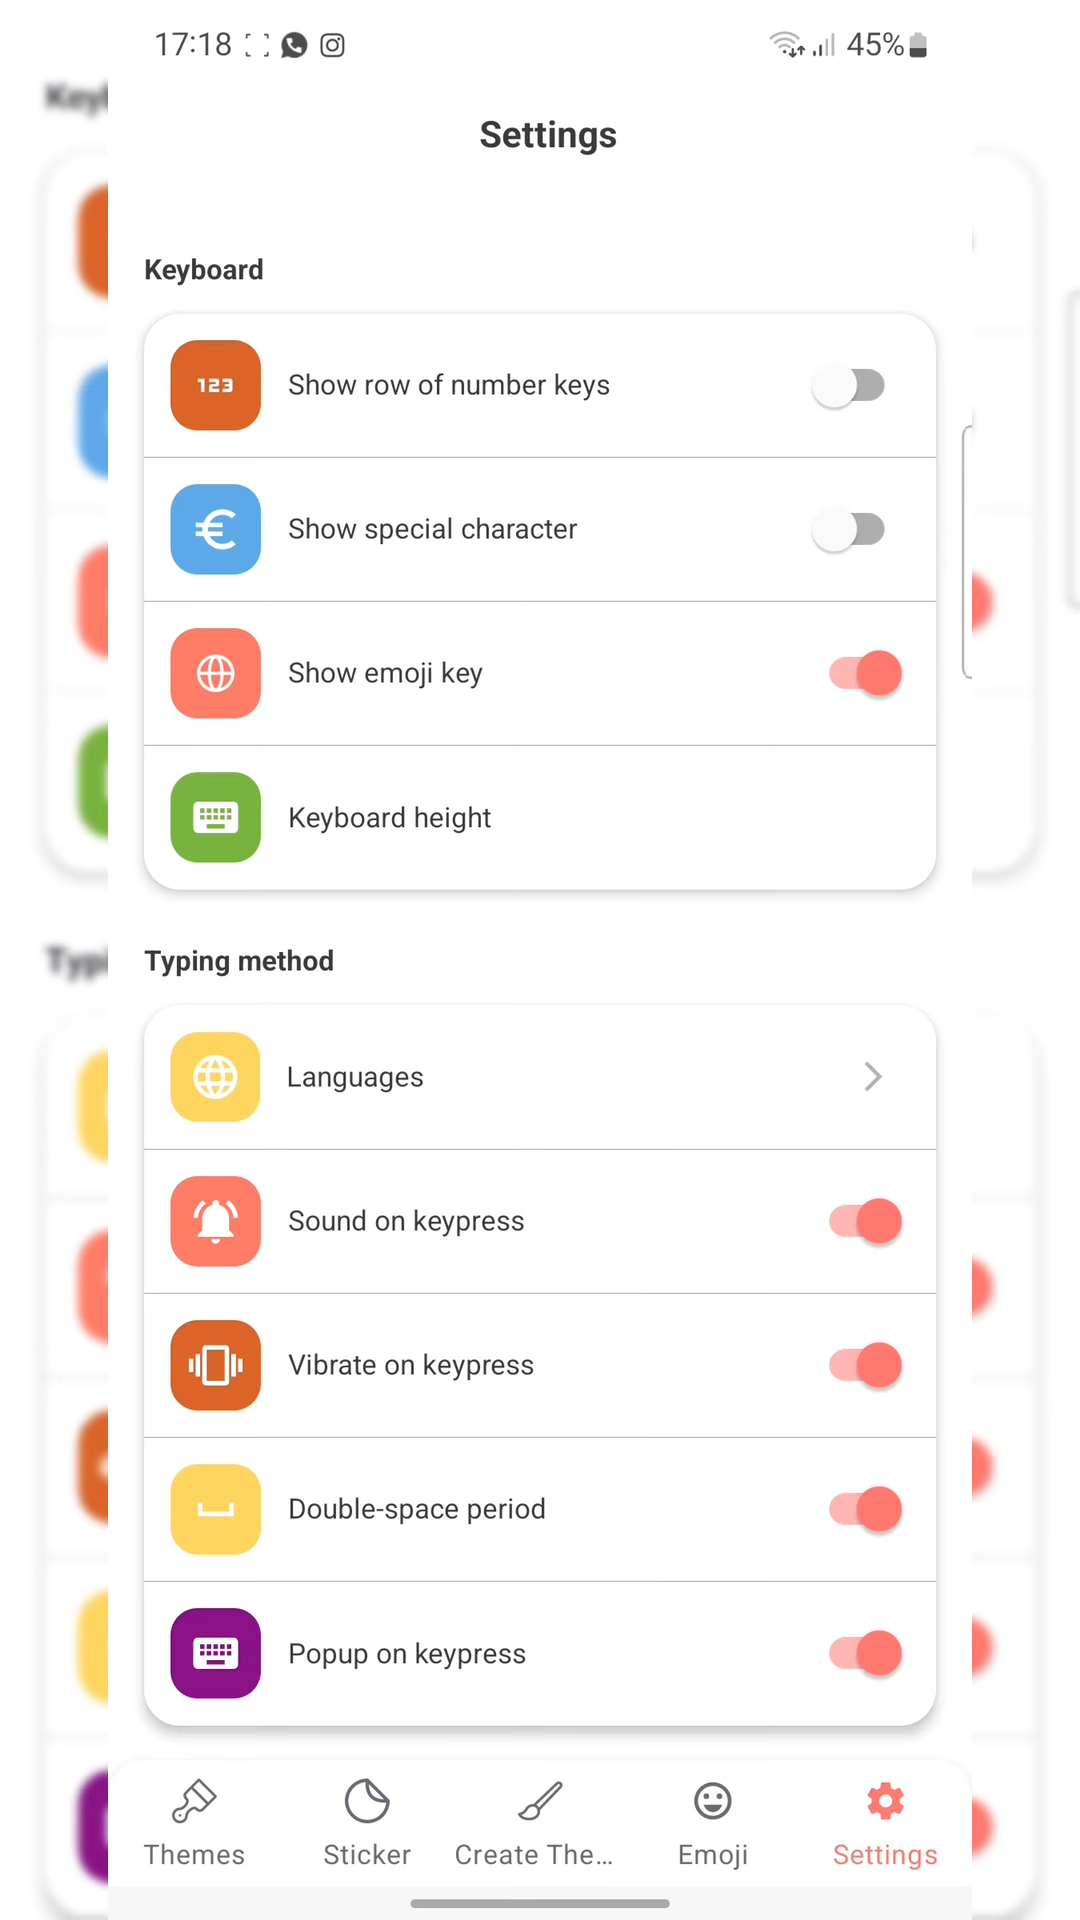 17:18 45%
Settings
Keyboard
123 Show row of number keys
€ Show special character
Show emoji key
Keyboard height
Typing method
Languages
Sound on keypress
Vibrate on keypress
Double-space period
Popup on keypress
Themes Sticker Create The... Emoji Settings